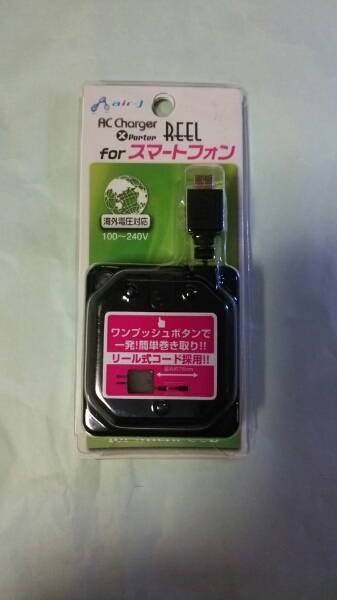 air-J
AC Charger
X Porter REEL
for スマートフォン
海外電圧対応
100～240V
ワンプッシュボタンで
一発!簡単巻き取り!!
リール式コード採用!!